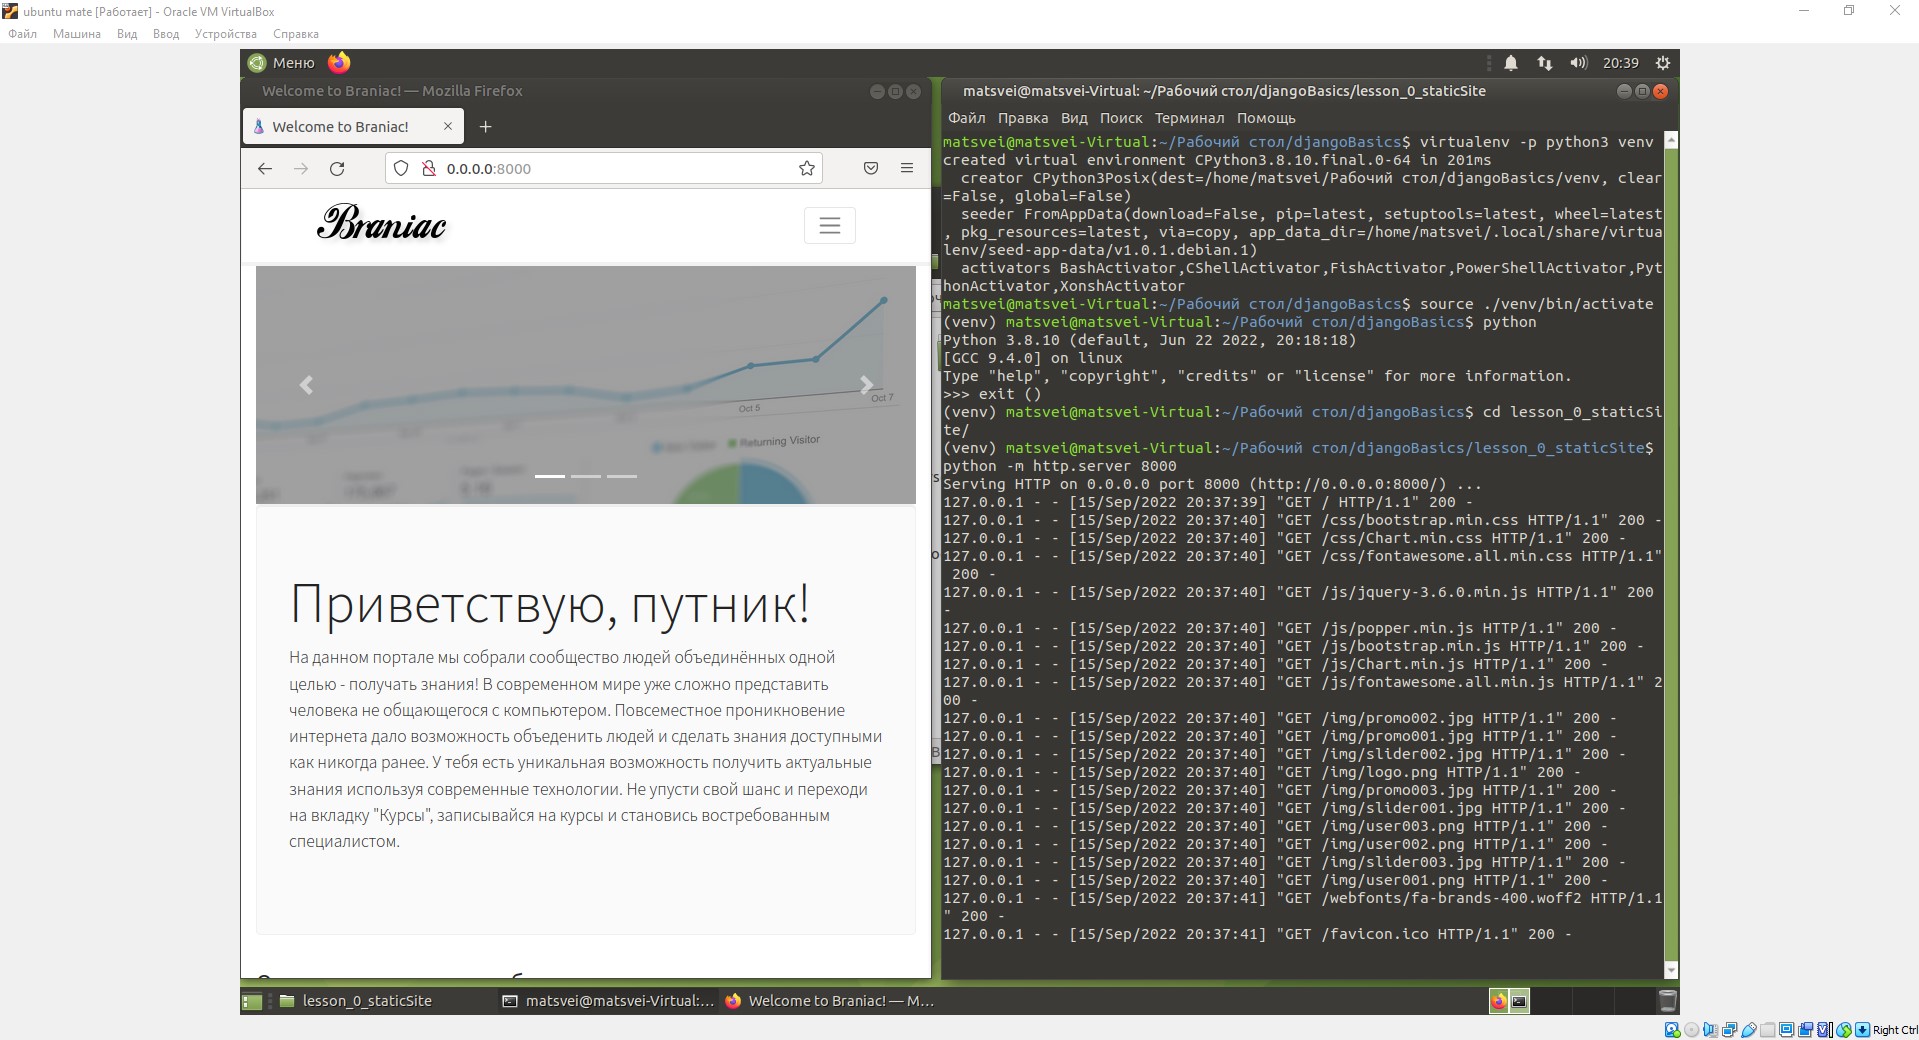 ubuntu mate [Работает] - Oracle VM VirtualBox
Файл Машина Вид Ввод Устройства Справка
Меню
20:39
Welcome to Braniac! — Mozilla Firefox
Welcome to Braniac!
0.0.0.0:8000
Braniac
Oct 5
Oct 7
Returning Visitor
Приветствую, путник!
На данном портале мы собрали сообщество людей объединённых одной
целью - получать знания! В современном мире уже сложно представить
человека не общающегося с компьютером. Повсеместное проникновение
интернета дало возможность объеденить людей и сделать знания доступными
как никогда ранее. У тебя есть уникальная возможность получить актуальные
знания используя современные технологии. Не упусти свой шанс и переходи
на вкладку "Курсы", записывайся на курсы и становись востребованным
специалистом.
matsvei@matsvei-Virtual: ~/Рабочий стол/djangoBasics/lesson_0_staticSite
Файл Правка Вид Поиск Терминал Помощь
matsvei@matsvei-Virtual:~/Рабочий стол/djangoBasics$ virtualenv -p python3 venv
created virtual environment CPython3.8.10.final.0-64 in 201ms
  creator CPython3Posix(dest=/home/matsvei/Рабочий стол/djangoBasics/venv, clear
=False, global=False)
  seeder FromAppData(download=False, pip=latest, setuptools=latest, wheel=latest
, pkg_resources=latest, via=copy, app_data_dir=/home/matsvei/.local/share/virtua
lenv/seed-app-data/v1.0.1.debian.1)
  activators BashActivator,CShellActivator,FishActivator,PowerShellActivator,Pyt
honActivator,XonshActivator
matsvei@matsvei-Virtual:~/Рабочий стол/djangoBasics$ source ./venv/bin/activate
(venv) matsvei@matsvei-Virtual:~/Рабочий стол/djangoBasics$ python
Python 3.8.10 (default, Jun 22 2022, 20:18:18)
[GCC 9.4.0] on linux
Type "help", "copyright", "credits" or "license" for more information.
>>> exit ()
(venv) matsvei@matsvei-Virtual:~/Рабочий стол/djangoBasics$ cd lesson_0_staticSi
te/
(venv) matsvei@matsvei-Virtual:~/Рабочий стол/djangoBasics/lesson_0_staticSite$
python -m http.server 8000
Serving HTTP on 0.0.0.0 port 8000 (http://0.0.0.0:8000/) ...
127.0.0.1 - - [15/Sep/2022 20:37:39] "GET / HTTP/1.1" 200 -
127.0.0.1 - - [15/Sep/2022 20:37:40] "GET /css/bootstrap.min.css HTTP/1.1" 200 -
127.0.0.1 - - [15/Sep/2022 20:37:40] "GET /css/Chart.min.css HTTP/1.1" 200 -
127.0.0.1 - - [15/Sep/2022 20:37:40] "GET /css/fontawesome.all.min.css HTTP/1.1"
 200 -
127.0.0.1 - - [15/Sep/2022 20:37:40] "GET /js/jquery-3.6.0.min.js HTTP/1.1" 200
-
127.0.0.1 - - [15/Sep/2022 20:37:40] "GET /js/popper.min.js HTTP/1.1" 200 -
127.0.0.1 - - [15/Sep/2022 20:37:40] "GET /js/bootstrap.min.js HTTP/1.1" 200 -
127.0.0.1 - - [15/Sep/2022 20:37:40] "GET /js/Chart.min.js HTTP/1.1" 200 -
127.0.0.1 - - [15/Sep/2022 20:37:40] "GET /js/fontawesome.all.min.js HTTP/1.1" 2
00 -
127.0.0.1 - - [15/Sep/2022 20:37:40] "GET /img/promo002.jpg HTTP/1.1" 200 -
127.0.0.1 - - [15/Sep/2022 20:37:40] "GET /img/promo001.jpg HTTP/1.1" 200 -
127.0.0.1 - - [15/Sep/2022 20:37:40] "GET /img/slider002.jpg HTTP/1.1" 200 -
127.0.0.1 - - [15/Sep/2022 20:37:40] "GET /img/logo.png HTTP/1.1" 200 -
127.0.0.1 - - [15/Sep/2022 20:37:40] "GET /img/promo003.jpg HTTP/1.1" 200 -
127.0.0.1 - - [15/Sep/2022 20:37:40] "GET /img/slider001.jpg HTTP/1.1" 200 -
127.0.0.1 - - [15/Sep/2022 20:37:40] "GET /img/user003.png HTTP/1.1" 200 -
127.0.0.1 - - [15/Sep/2022 20:37:40] "GET /img/user002.png HTTP/1.1" 200 -
127.0.0.1 - - [15/Sep/2022 20:37:40] "GET /img/slider003.jpg HTTP/1.1" 200 -
127.0.0.1 - - [15/Sep/2022 20:37:40] "GET /img/user001.png HTTP/1.1" 200 -
127.0.0.1 - - [15/Sep/2022 20:37:41] "GET /webfonts/fa-brands-400.woff2 HTTP/1.1
" 200 -
127.0.0.1 - - [15/Sep/2022 20:37:41] "GET /favicon.ico HTTP/1.1" 200 -
lesson_0_staticSite
matsvei@matsvei-Virtual:...
Welcome to Braniac! — M...
Right Ctrl